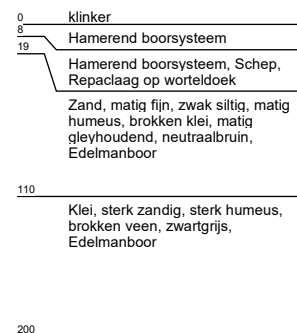 0 klinker
8 Hamerend boorsysteem
19
Hamerend boorsysteem, Schep,
Repaclaag op worteldoek
Zand, matig fijn, zwak siltig, matig
humeus, brokken klei, matig
gleyhoudend, neutraalbruin,
Edelmanboor
110
Klei, sterk zandig, sterk humeus,
brokken veen, zwartgrijs,
Edelmanboor
200